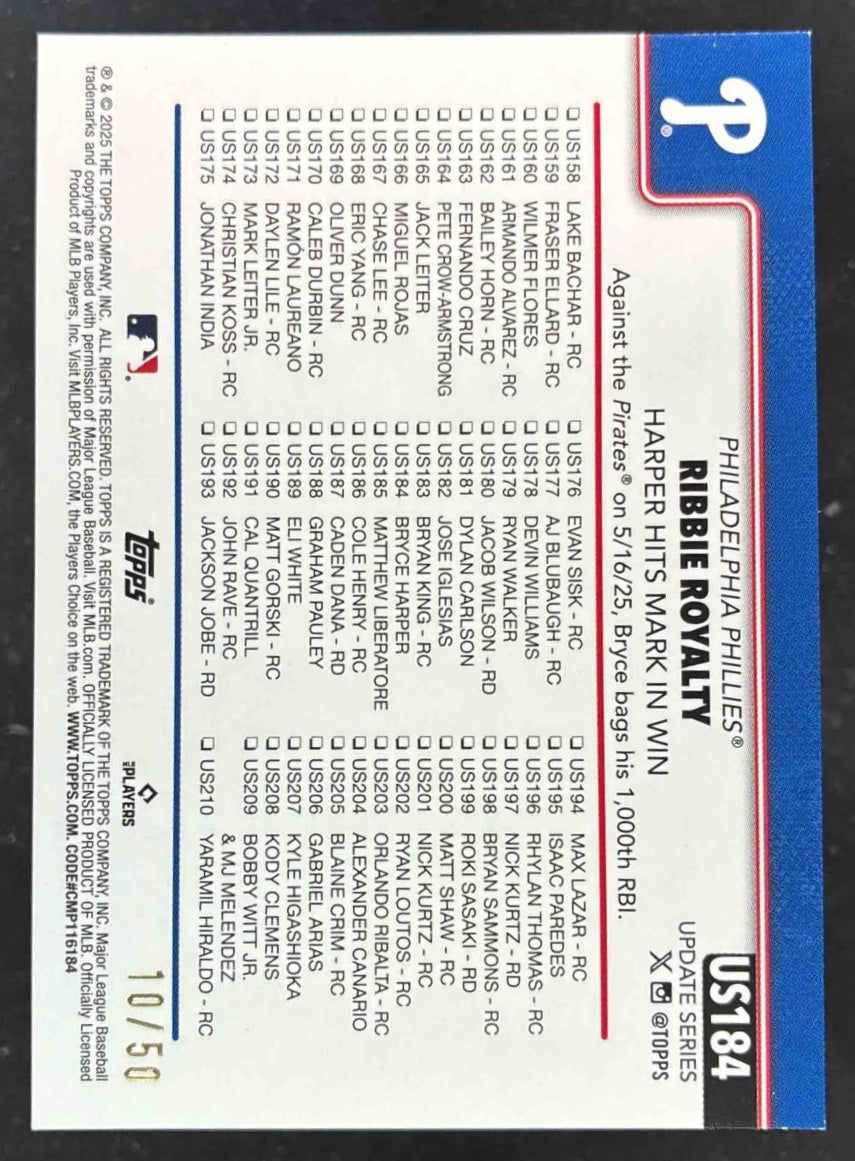 P®
PHILADELPHIA PHILLIES®
RIBBIE ROYALTY
HARPER HITS MARK IN WIN
US184
UPDATE SERIES
X @TOPPS
Against the Pirates® on 5/16/25, Bryce bags his 1,000th RBI.
❑ US158 LAKE BACHAR - RC
❑ US159 FRASER ELLARD - RC
❑ US160 WILMER FLORES
❑ US161 ARMANDO ALVAREZ - RC
❑ US162 BAILEY HORN - RC
❑ US163 FERNANDO CRUZ
❑ US164 PETE CROW-ARMSTRONG
❑ US165 JACK LEITER
❑ US166 MIGUEL ROJAS
❑ US167 CHASE LEE - RC
❑ US168 ERIC YANG - RC
❑ US169 OLIVER DUNN
❑ US170 CALEB DURBIN - RC
❑ US171 RAMÓN LAUREANO
❑ US172 DAYLEN LILE - RC
❑ US173 MARK LEITER JR.
❑ US174 CHRISTIAN KOSS - RC
❑ US175 JONATHAN INDIA
❑ US176 EVAN SISK - RC
❑ US177 AJ BLUBAUGH - RC
❑ US178 DEVIN WILLIAMS
❑ US179 RYAN WALKER
❑ US180 JACOB WILSON - RD
❑ US181 DYLAN CARLSON
❑ US182 JOSE IGLESIAS
❑ US183 BRYAN KING - RC
❑ US184 BRYCE HARPER
❑ US185 MATTHEW LIBERATORE
❑ US186 COLE HENRY - RC
❑ US187 CADEN DANA - RD
❑ US188 GRAHAM PAULEY
❑ US189 ELI WHITE
❑ US190 MATT GORSKI - RC
❑ US191 CAL QUANTRILL
❑ US192 JOHN RAVE - RC
❑ US193 JACKSON JOBE - RD
❑ US194 MAX LAZAR - RC
❑ US195 ISAAC PAREDES
❑ US196 RHYLAN THOMAS - RC
❑ US197 NICK KURTZ - RD
❑ US198 BRYAN SAMMONS - RC
❑ US199 ROKI SASAKI - RD
❑ US200 MATT SHAW - RC
❑ US201 NICK KURTZ - RC
❑ US202 RYAN LOUTOS - RC
❑ US203 ORLANDO RIBALTA - RC
❑ US204 ALEXANDER CANARIO
❑ US205 BLAINE CRIM - RC
❑ US206 GABRIEL ARIAS
❑ US207 KYLE HIGASHIOKA
❑ US208 KODY CLEMENS
❑ US209 BOBBY WITT JR.
& MJ MELENDEZ
❑ US210 YARAMIL HIRALDO - RC
topps®
MLB PLAYERS
10/50
® & © 2025 THE TOPPS COMPANY, INC. ALL RIGHTS RESERVED. TOPPS IS A REGISTERED TRADEMARK OF THE TOPPS COMPANY, INC. Major League Baseball
trademarks and copyrights are used with permission of Major League Baseball. Visit MLB.com. OFFICIALLY LICENSED PRODUCT OF MLB. Officially Licensed
Product of MLB Players, Inc. Visit MLBPLAYERS.COM, the Players Choice on the web. WWW.TOPPS.COM. CODE#CMP116184